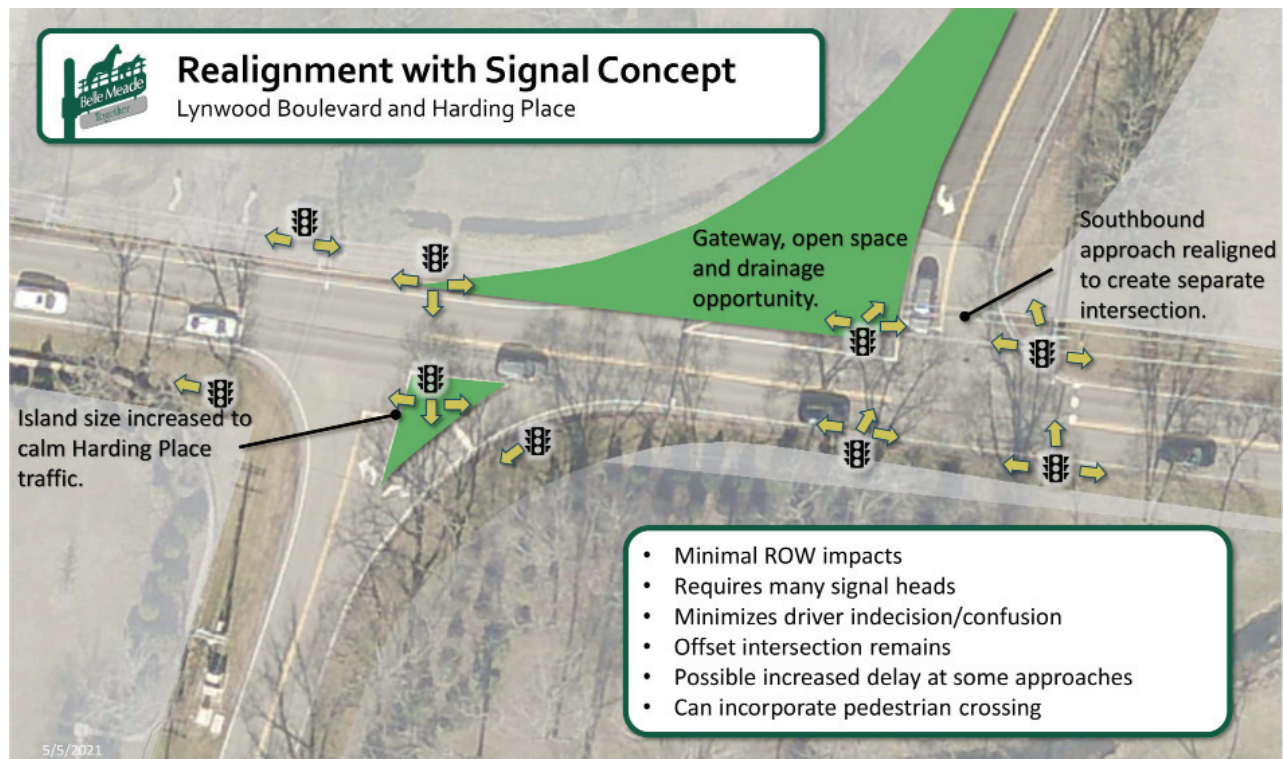 Belle Meade
Together
Realignment with Signal Concept
Lynwood Boulevard and Harding Place
Gateway, open space
and drainage
opportunity.
Southbound
approach realigned
to create separate
intersection.
Island size increased to
calm Harding Place
traffic.
• Minimal ROW impacts
• Requires many signal heads
• Minimizes driver indecision/confusion
• Offset intersection remains
• Possible increased delay at some approaches
• Can incorporate pedestrian crossing
5/5/2021